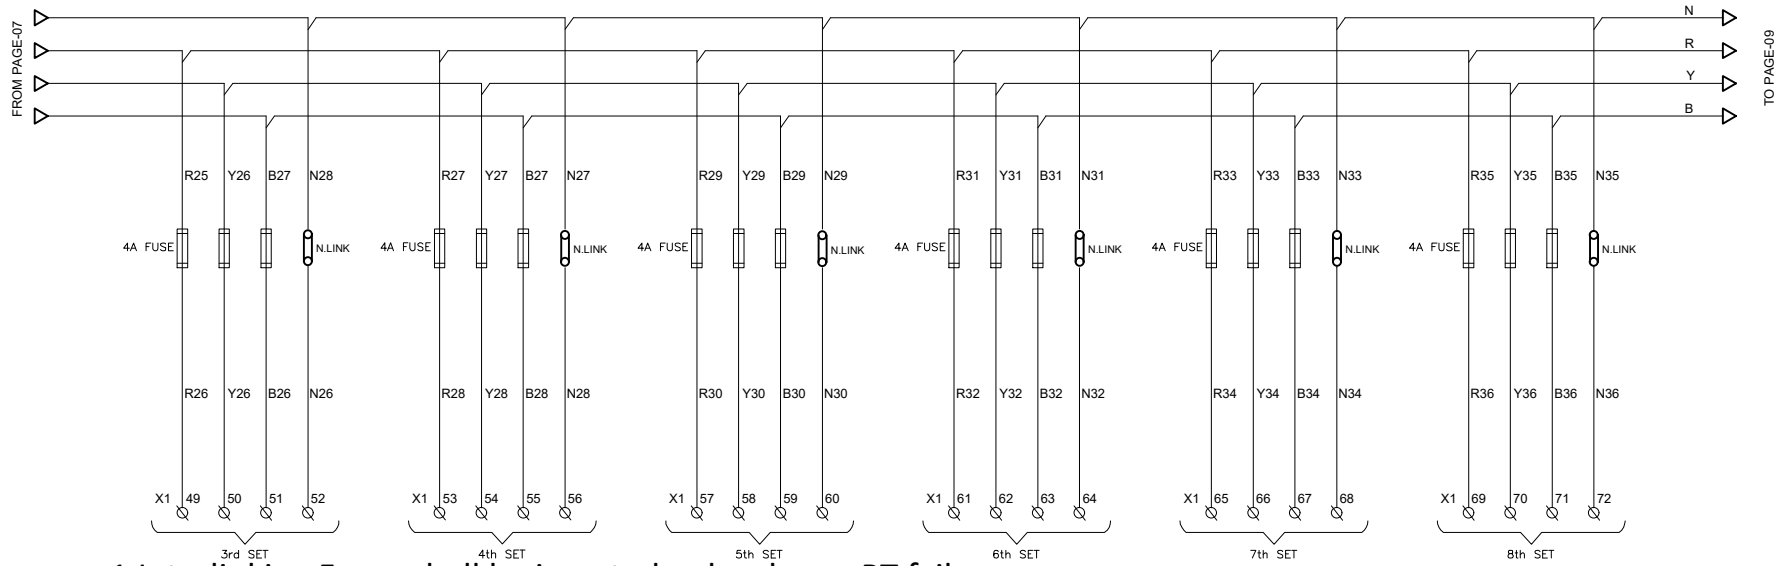 N
FROM PAGE-07
R
TO PAGE-09
Y
B
R25 Y26 B27 N28 R27 Y27 B27 N27 R29 Y29 B29 N29 R31 Y31 B31 N31 R33 Y33 B33 N33 R35 Y35 B35 N35
4A FUSE N.LINK 4A FUSE N.LINK 4A FUSE N.LINK 4A FUSE N.LINK 4A FUSE N.LINK 4A FUSE N.LINK
R26 Y26 B26 N26 R28 Y28 B28 N28 R30 Y30 B30 N30 R32 Y32 B32 N32 R34 Y34 B34 N34 R36 Y36 B36 N36
X1 49 50 51 52 X1 53 54 55 56 X1 57 58 59 60 X1 61 62 63 64 X1 65 66 67 68 X1 69 70 71 72
3rd SET 4th SET 5th SET 6th SET 7th SET 8th SET